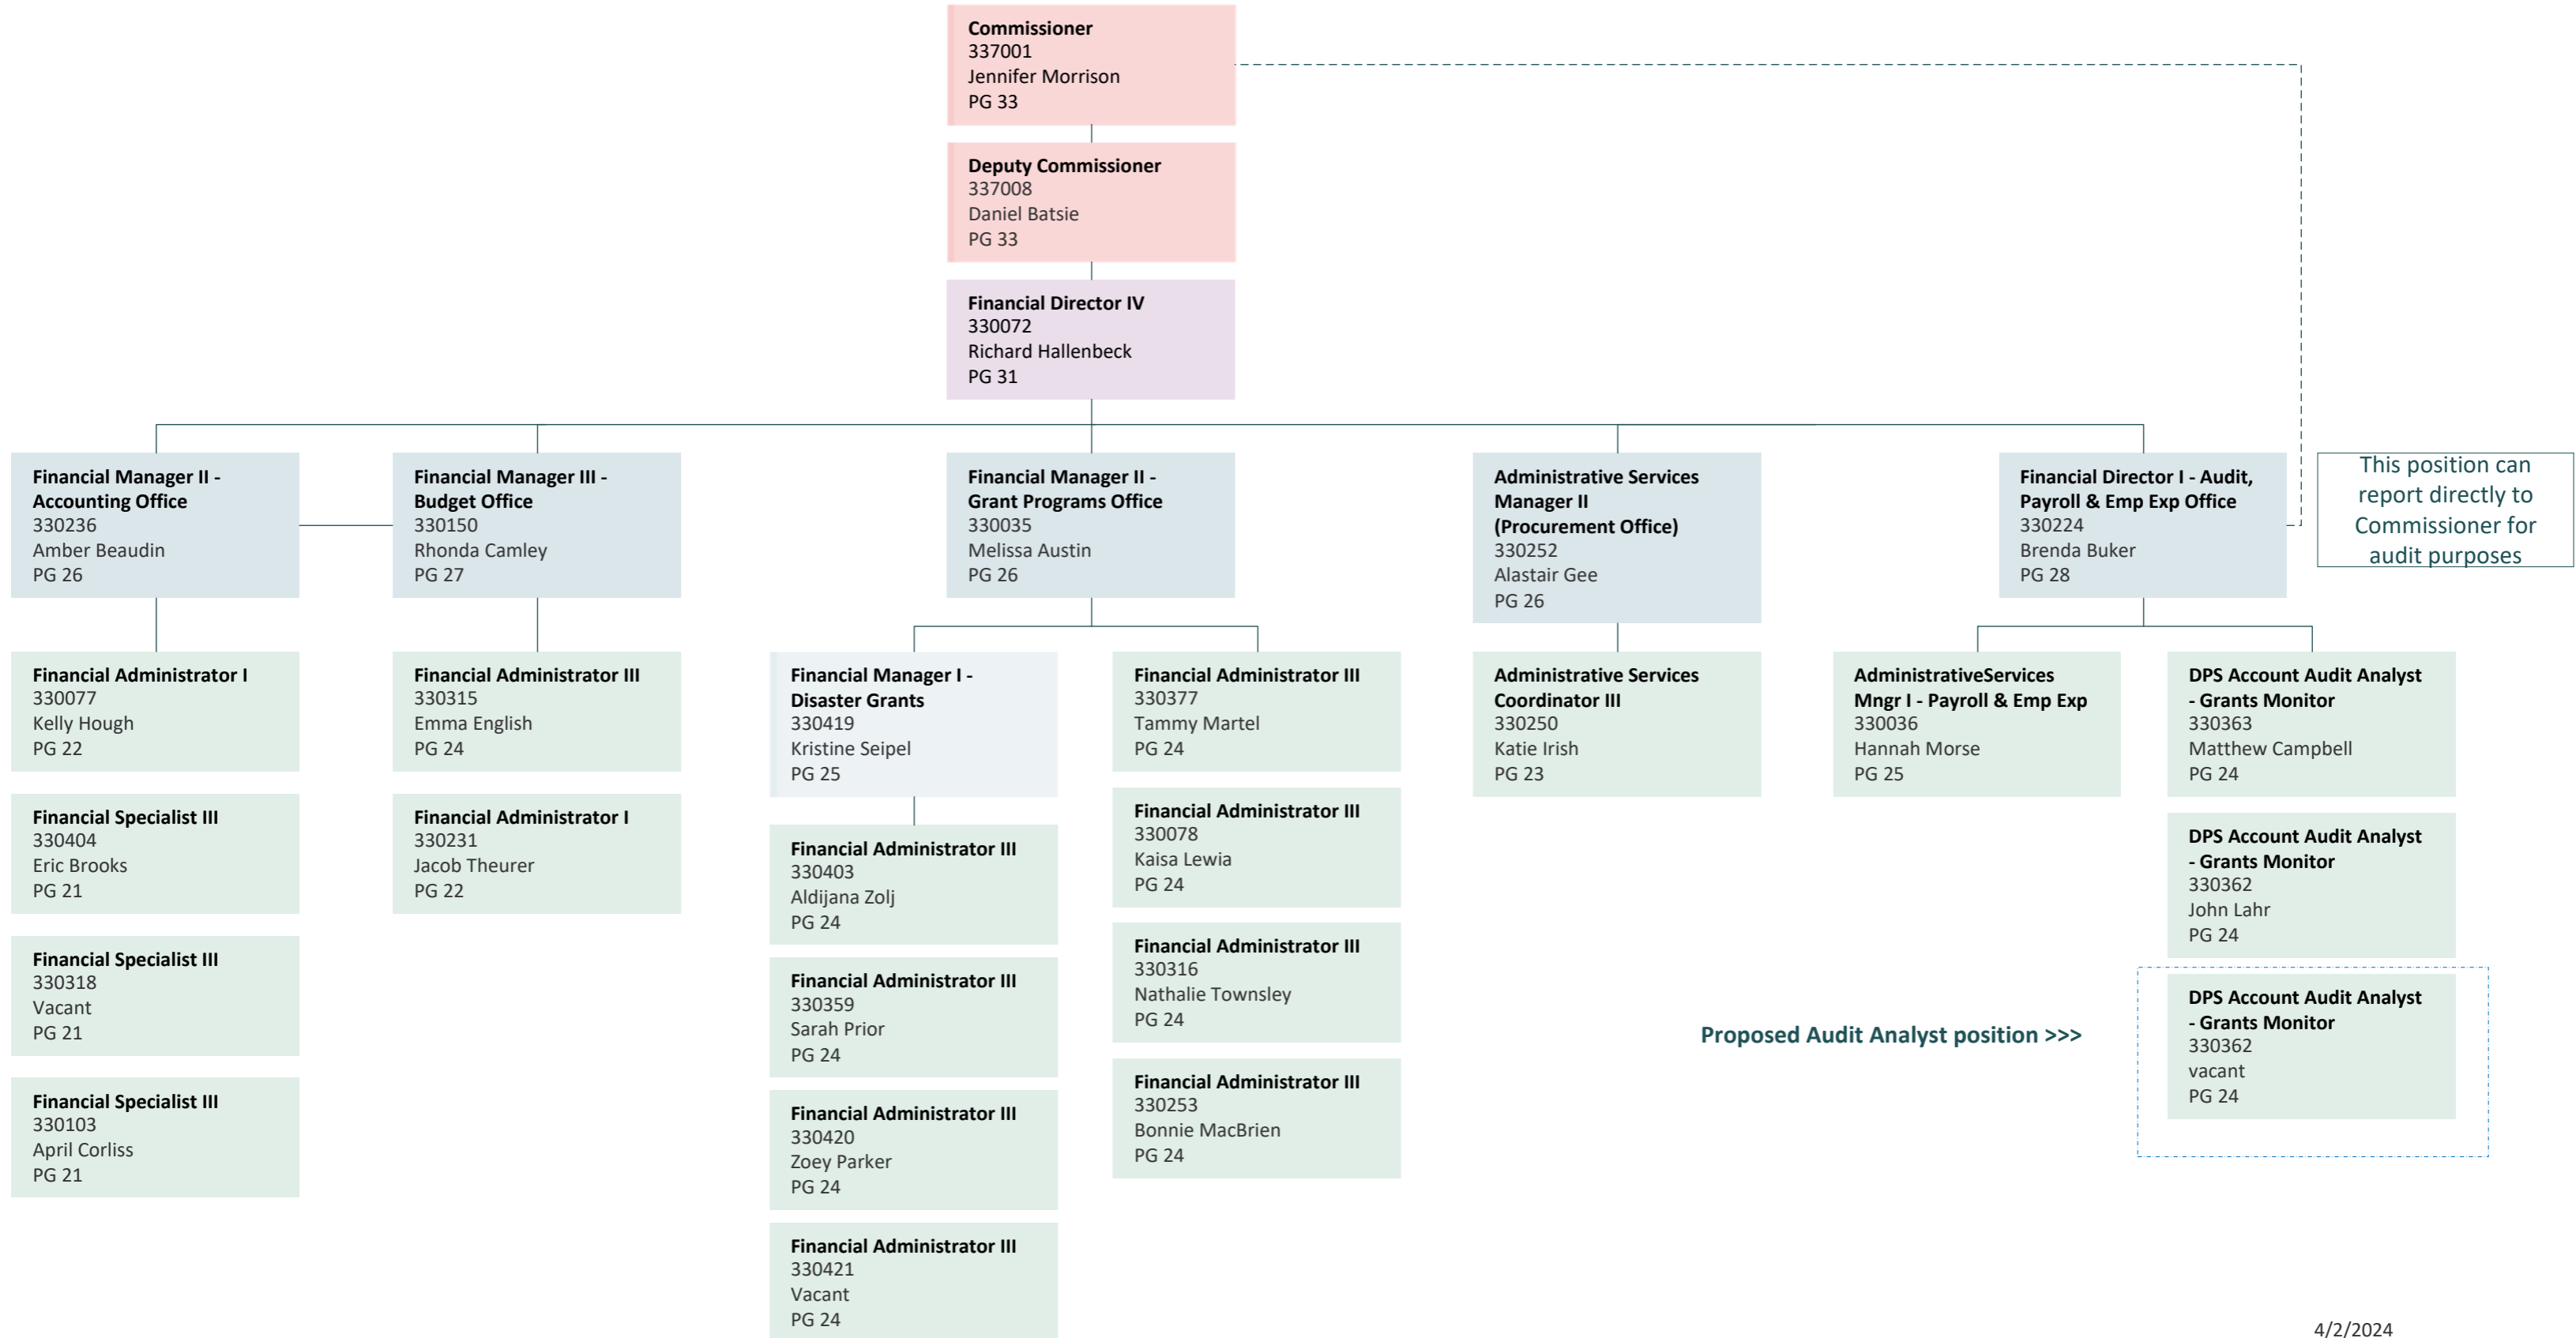 Commissioner
337001
Jennifer Morrison
PG 33
Deputy Commissioner
337008
Daniel Batsie
PG 33
Financial Director IV
330072
Richard Hallenbeck
PG 31
Financial Manager II -
Accounting Office
330236
Amber Beaudin
PG 26
Financial Manager III -
Budget Office
330150
Rhonda Camley
PG 27
Financial Manager II -
Grant Programs Office
330035
Melissa Austin
PG 26
Administrative Services
Manager II
(Procurement Office)
330252
Alastair Gee
PG 26
Financial Director I - Audit,
Payroll & Emp Exp Office
330224
Brenda Buker
PG 28
This position can
report directly to
Commissioner for
audit purposes
Financial Administrator I
330077
Kelly Hough
PG 22
Financial Specialist III
330404
Eric Brooks
PG 21
Financial Specialist III
330318
Vacant
PG 21
Financial Specialist III
330103
April Corliss
PG 21
Financial Administrator III
330315
Emma English
PG 24
Financial Administrator I
330231
Jacob Theurer
PG 22
Financial Manager I -
Disaster Grants
330419
Kristine Seipel
PG 25
Financial Administrator III
330403
Aldijana Zolj
PG 24
Financial Administrator III
330359
Sarah Prior
PG 24
Financial Administrator III
330420
Zoey Parker
PG 24
Financial Administrator III
330421
Vacant
PG 24
Financial Administrator III
330377
Tammy Martel
PG 24
Financial Administrator III
330078
Kaisa Lewia
PG 24
Financial Administrator III
330316
Nathalie Townsley
PG 24
Financial Administrator III
330253
Bonnie MacBrien
PG 24
Administrative Services
Coordinator III
330250
Katie Irish
PG 23
AdministrativeServices
Mngr I - Payroll & Emp Exp
330036
Hannah Morse
PG 25
DPS Account Audit Analyst
- Grants Monitor
330363
Matthew Campbell
PG 24
DPS Account Audit Analyst
- Grants Monitor
330362
John Lahr
PG 24
Proposed Audit Analyst position >>>
DPS Account Audit Analyst
- Grants Monitor
330362
vacant
PG 24
4/2/2024